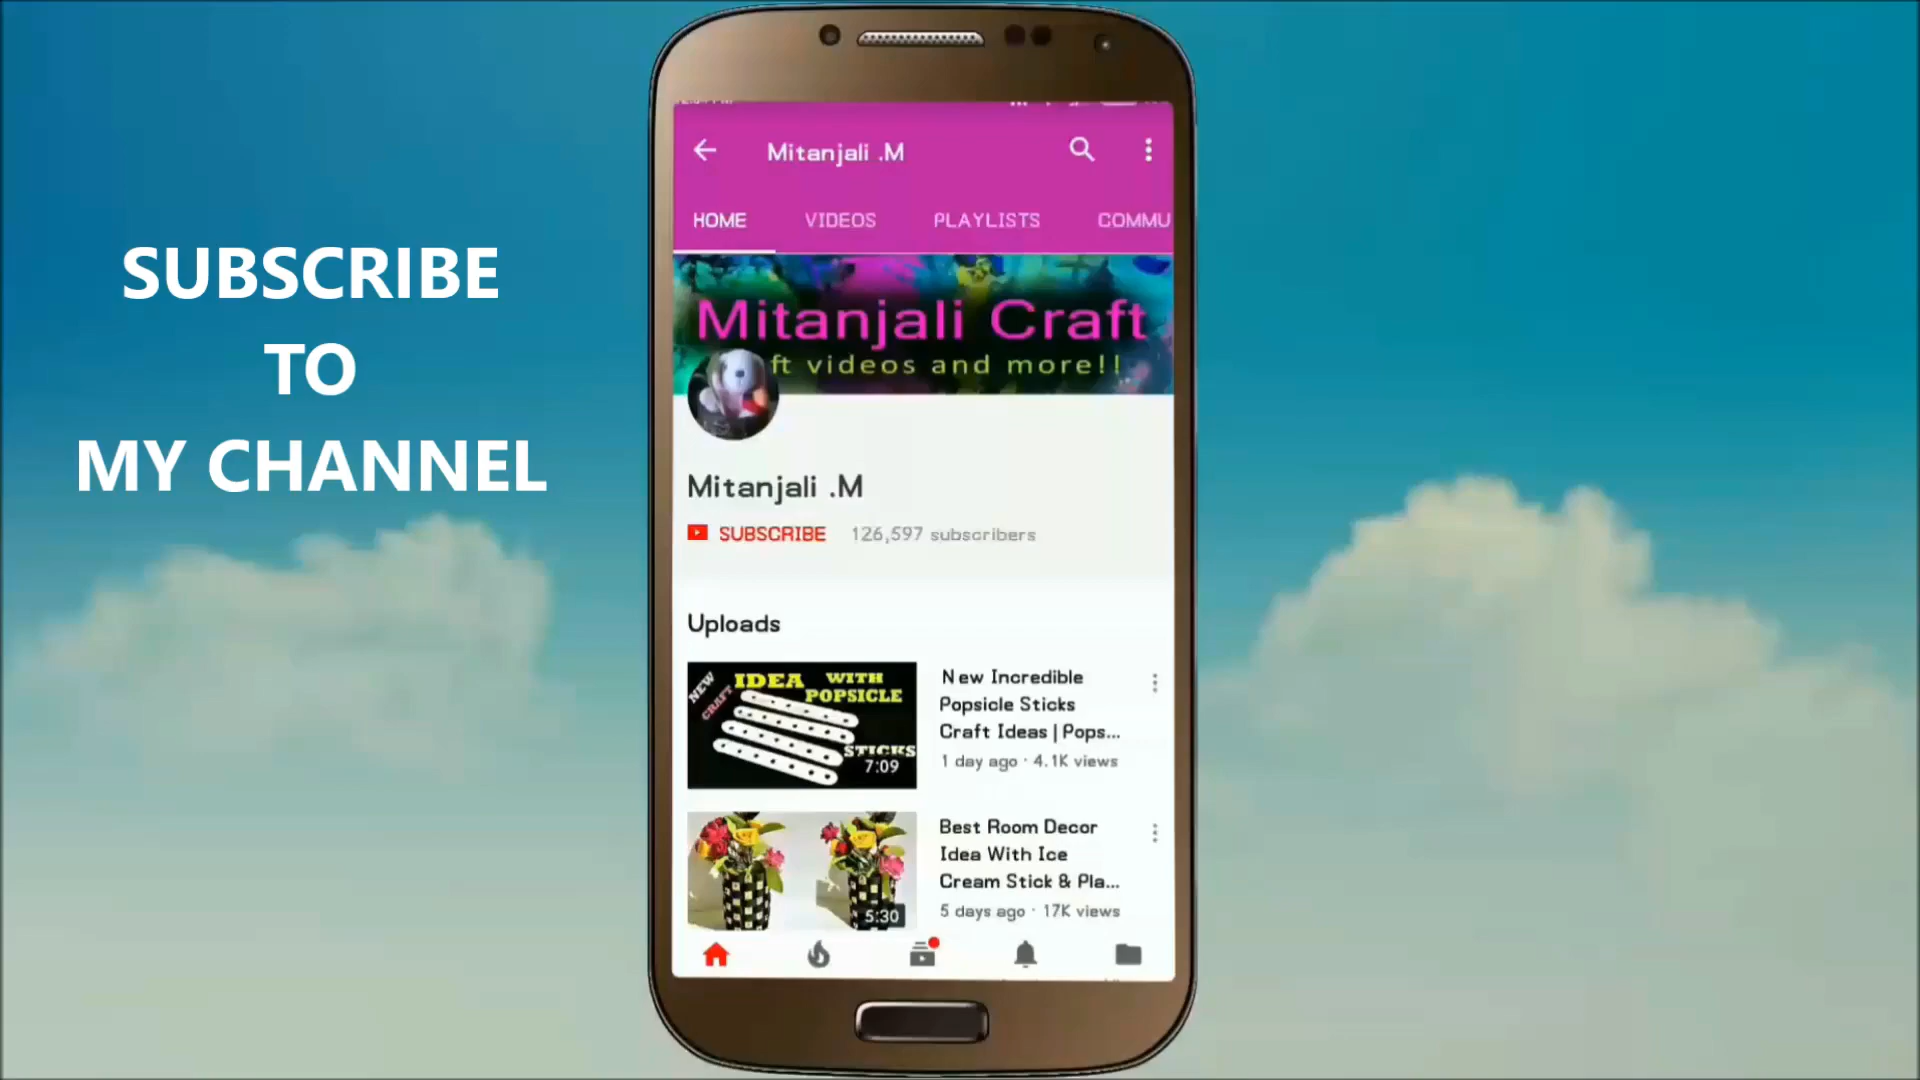 SUBSCRIBE
TO
MY CHANNEL
Mitanjali .M
HOME VIDEOS PLAYLISTS COMMU
Mitanjali Craft
ft videos and more!!
Mitanjali .M
SUBSCRIBE 126,597 subscribers
Uploads
NEW CRAFT IDEA WITH
POPSICLE
STICKS
7:09
New Incredible
Popsicle Sticks
Craft Ideas | Pops...
1 day ago · 4.1K views
5:30
Best Room Decor
Idea With Ice
Cream Stick & Pla...
5 days ago · 17K views